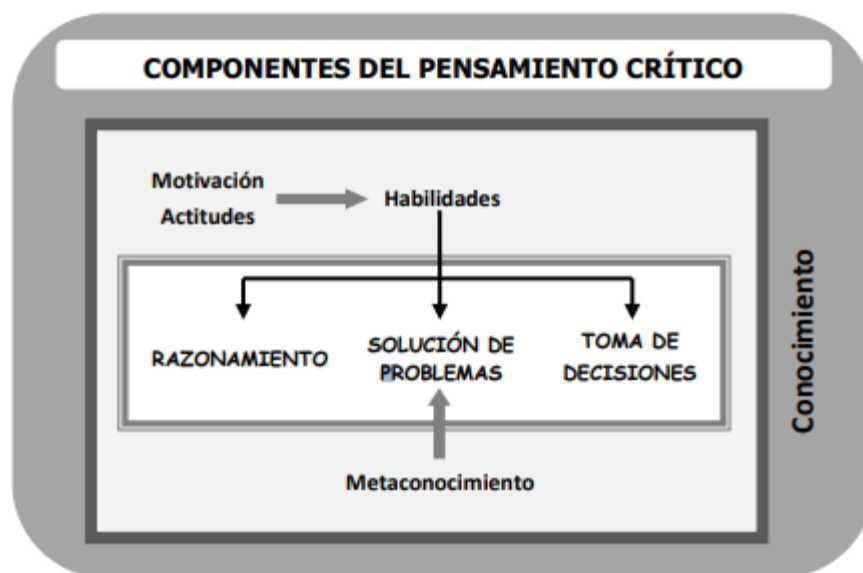 COMPONENTES DEL PENSAMIENTO CRÍTICO
Motivación
Actitudes
Habilidades
RAZONAMIENTO
SOLUCIÓN DE
PROBLEMAS
TOMA DE
DECISIONES
Metaconocimiento
Conocimiento